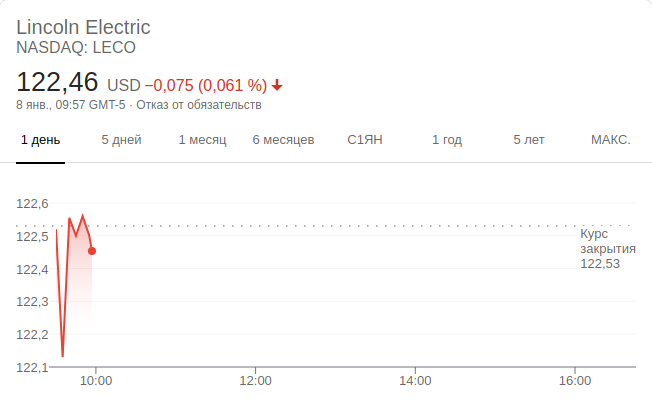 Lincoln Electric
NASDAQ: LECO
122,46 USD −0,075 (0,061 %)
8 янв., 09:57 GMT-5 · Отказ от обязательств
1 день 5 дней 1 месяц 6 месяцев С1ЯН 1 год 5 лет МАКС.
122,6
122,5
122,4
122,3
122,2
122,1
Курс
закрытия
122,53
10:00 12:00 14:00 16:00